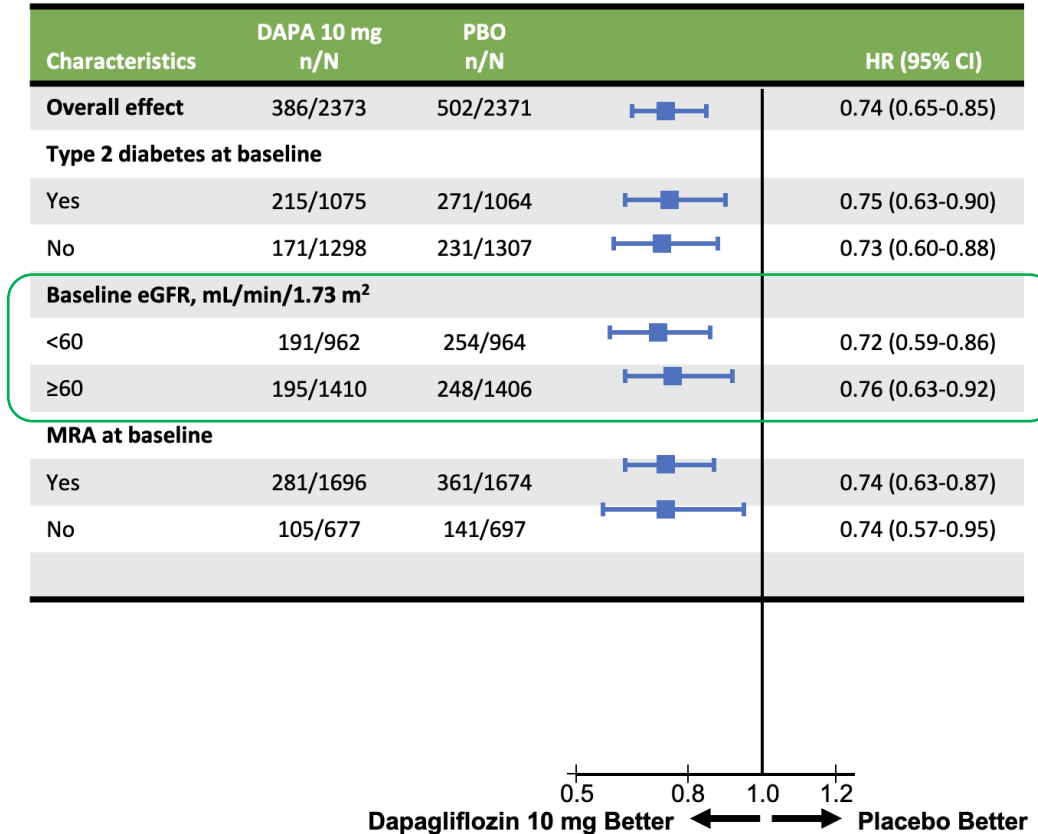 Characteristics DAPA 10 mg n/N PBO n/N HR (95% CI)
Overall effect 386/2373 502/2371 0.74 (0.65-0.85)
Type 2 diabetes at baseline
Yes 215/1075 271/1064 0.75 (0.63-0.90)
No 171/1298 231/1307 0.73 (0.60-0.88)
Baseline eGFR, mL/min/1.73 m²
<60 191/962 254/964 0.72 (0.59-0.86)
≥60 195/1410 248/1406 0.76 (0.63-0.92)
MRA at baseline
Yes 281/1696 361/1674 0.74 (0.63-0.87)
No 105/677 141/697 0.74 (0.57-0.95)
0.5 0.8 1.0 1.2
Dapagliflozin 10 mg Better Placebo Better